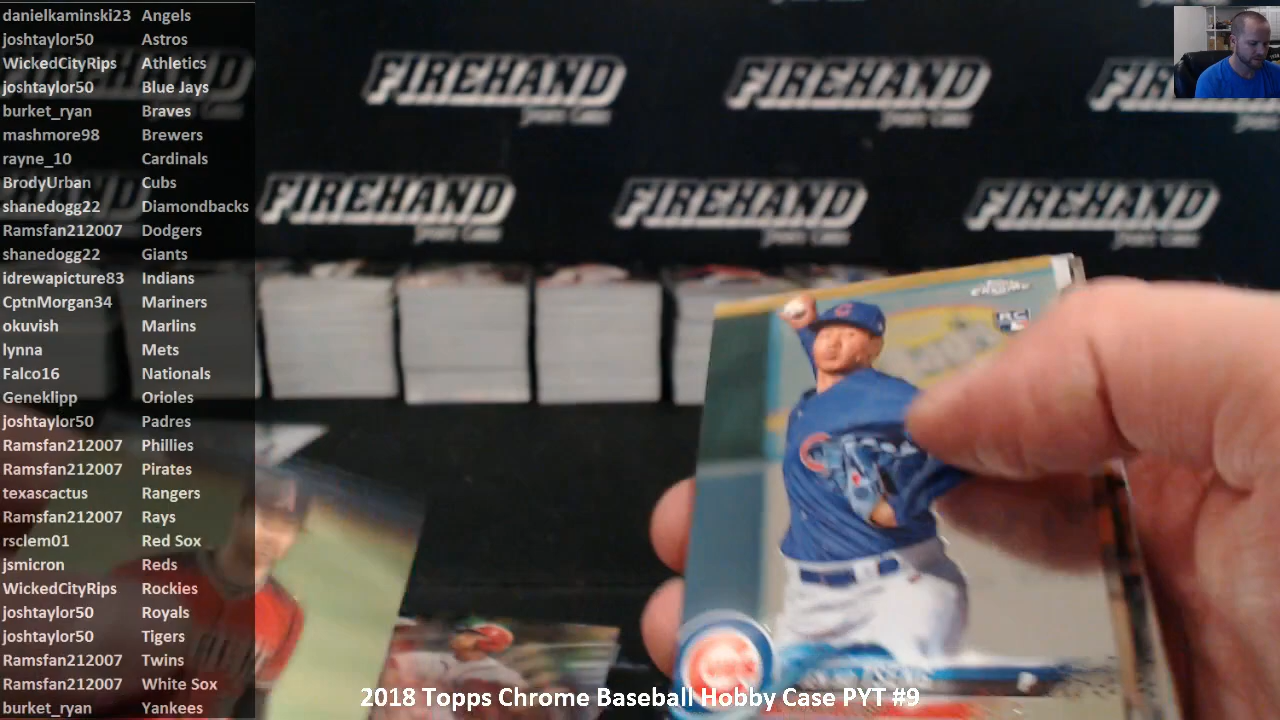 danielkaminski23 Angels
joshtaylor50 Astros
WickedCityRips Athletics
joshtaylor50 Blue Jays
burket_ryan Braves
mashmore98 Brewers
rayne_10 Cardinals
BrodyUrban Cubs
shanedogg22 Diamondbacks
Ramsfan212007 Dodgers
shanedogg22 Giants
idrewapicture83 Indians
CptnMorgan34 Mariners
okuvish Marlins
lynna Mets
Falco16 Nationals
Geneklipp Orioles
joshtaylor50 Padres
Ramsfan212007 Phillies
Ramsfan212007 Pirates
texascactus Rangers
Ramsfan212007 Rays
rsclem01 Red Sox
jsmicron Reds
WickedCityRips Rockies
joshtaylor50 Royals
joshtaylor50 Tigers
Ramsfan212007 Twins
Ramsfan212007 White Sox
burket_ryan Yankees
FIREHAND FIREHAND
FIREHAND FIREHAND FIREHAND
CHROME
RC
2018 Topps Chrome Baseball Hobby Case PYT #9